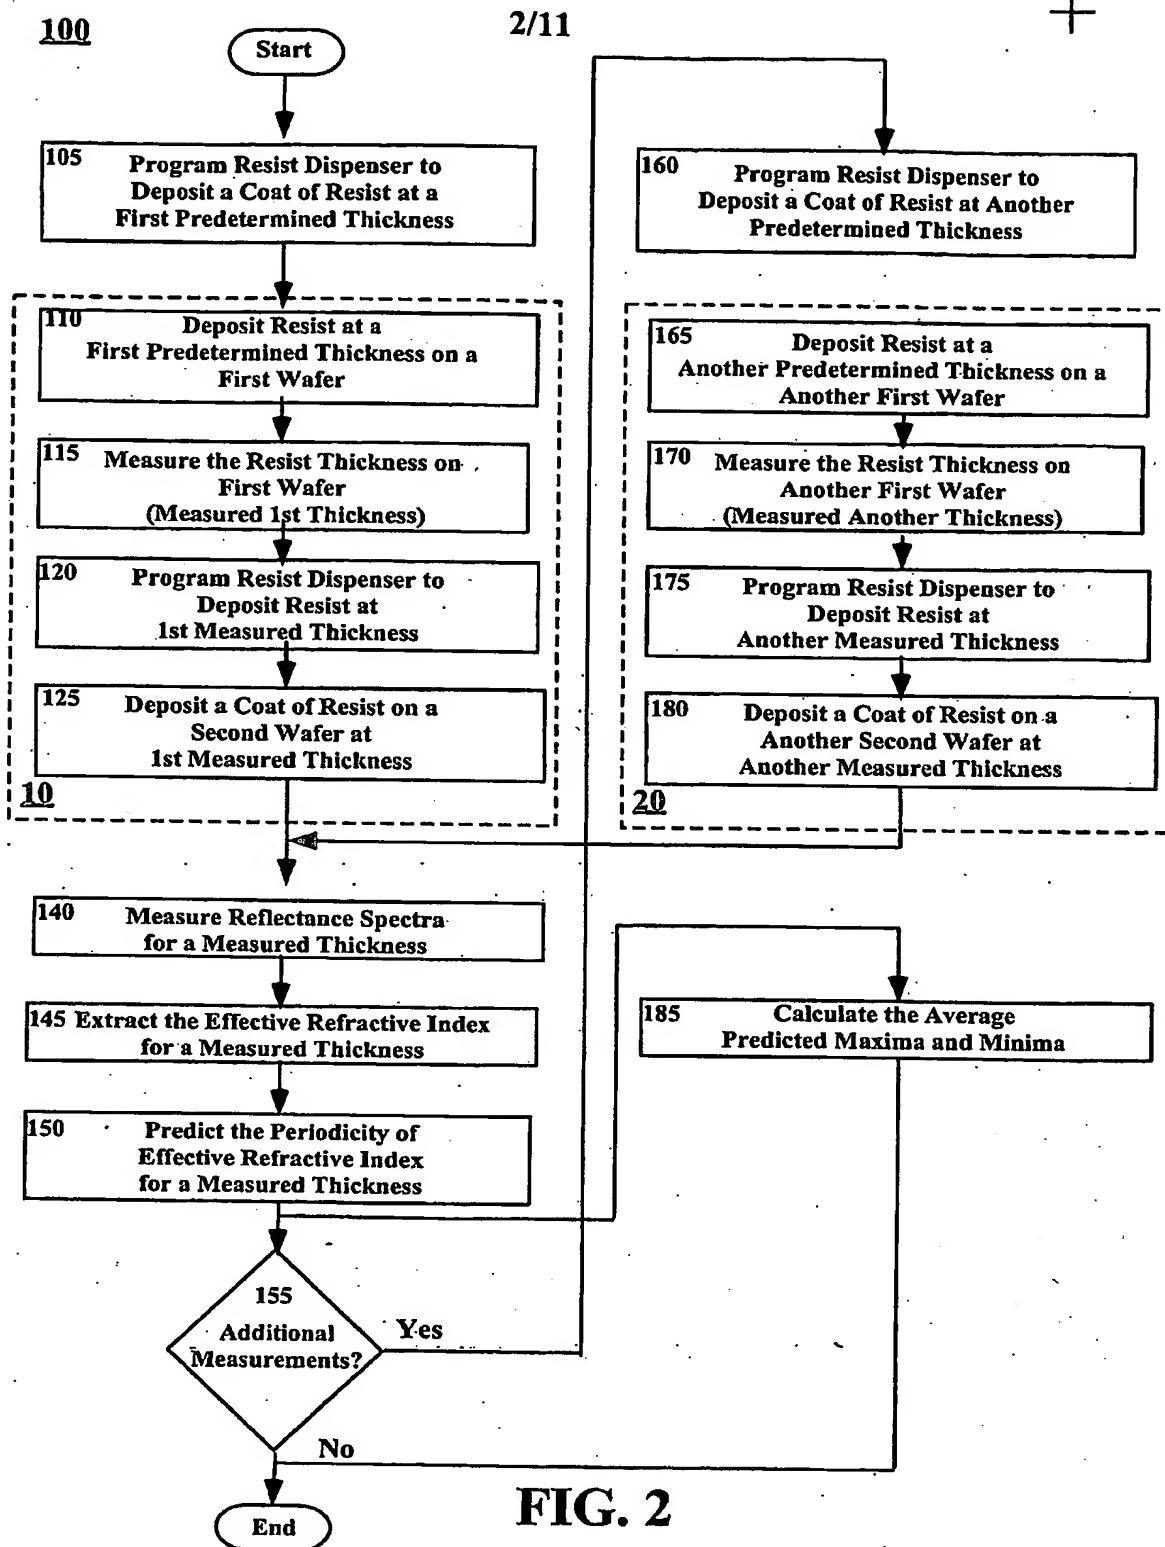 100
2/11
Start
105 Program Resist Dispenser to
Deposit a Coat of Resist at a
First Predetermined Thickness
110 Deposit Resist at a
First Predetermined Thickness on a
First Wafer
115 Measure the Resist Thickness on
First Wafer
(Measured 1st Thickness)
120 Program Resist Dispenser to
Deposit Resist at
1st Measured Thickness
125 Deposit a Coat of Resist on a
Second Wafer at
1st Measured Thickness
10
140 Measure Reflectance Spectra
for a Measured Thickness
145 Extract the Effective Refractive Index
for a Measured Thickness
150 Predict the Periodicity of
Effective Refractive Index
for a Measured Thickness
155
Additional
Measurements?
Yes
No
End
160 Program Resist Dispenser to
Deposit a Coat of Resist at Another
Predetermined Thickness
165 Deposit Resist at a
Another Predetermined Thickness on a
Another First Wafer
170 Measure the Resist Thickness on
Another First Wafer
(Measured Another Thickness)
175 Program Resist Dispenser to
Deposit Resist at
Another Measured Thickness
180 Deposit a Coat of Resist on a
Another Second Wafer at
Another Measured Thickness
20
185 Calculate the Average
Predicted Maxima and Minima
FIG. 2